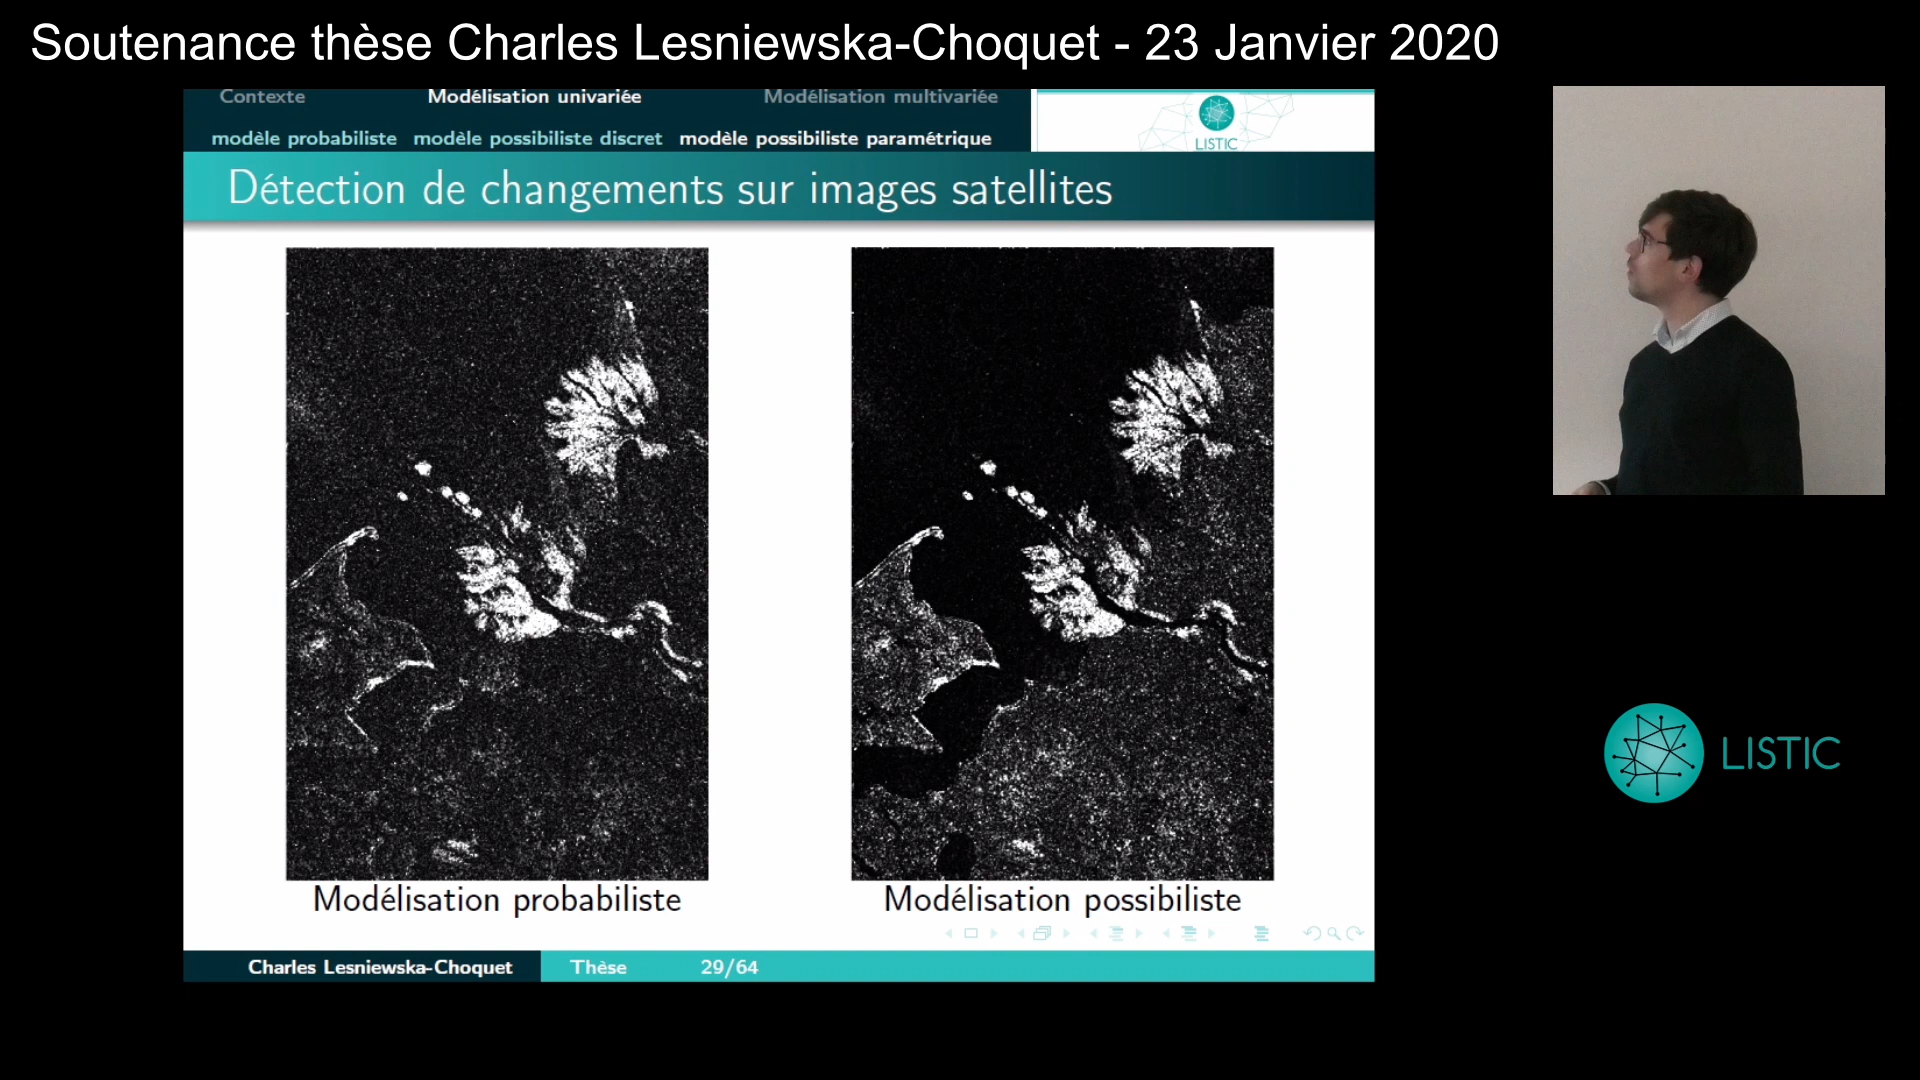 Soutenance thèse Charles Lesniewska-Choquet - 23 Janvier 2020
Contexte Modélisation univariée Modélisation multivariée
modèle probabiliste modèle possibiliste discret modèle possibiliste paramétrique
LISTIC
Détection de changements sur images satellites
Modélisation probabiliste Modélisation possibiliste
LISTIC
Charles Lesniewska-Choquet Thèse 29/64